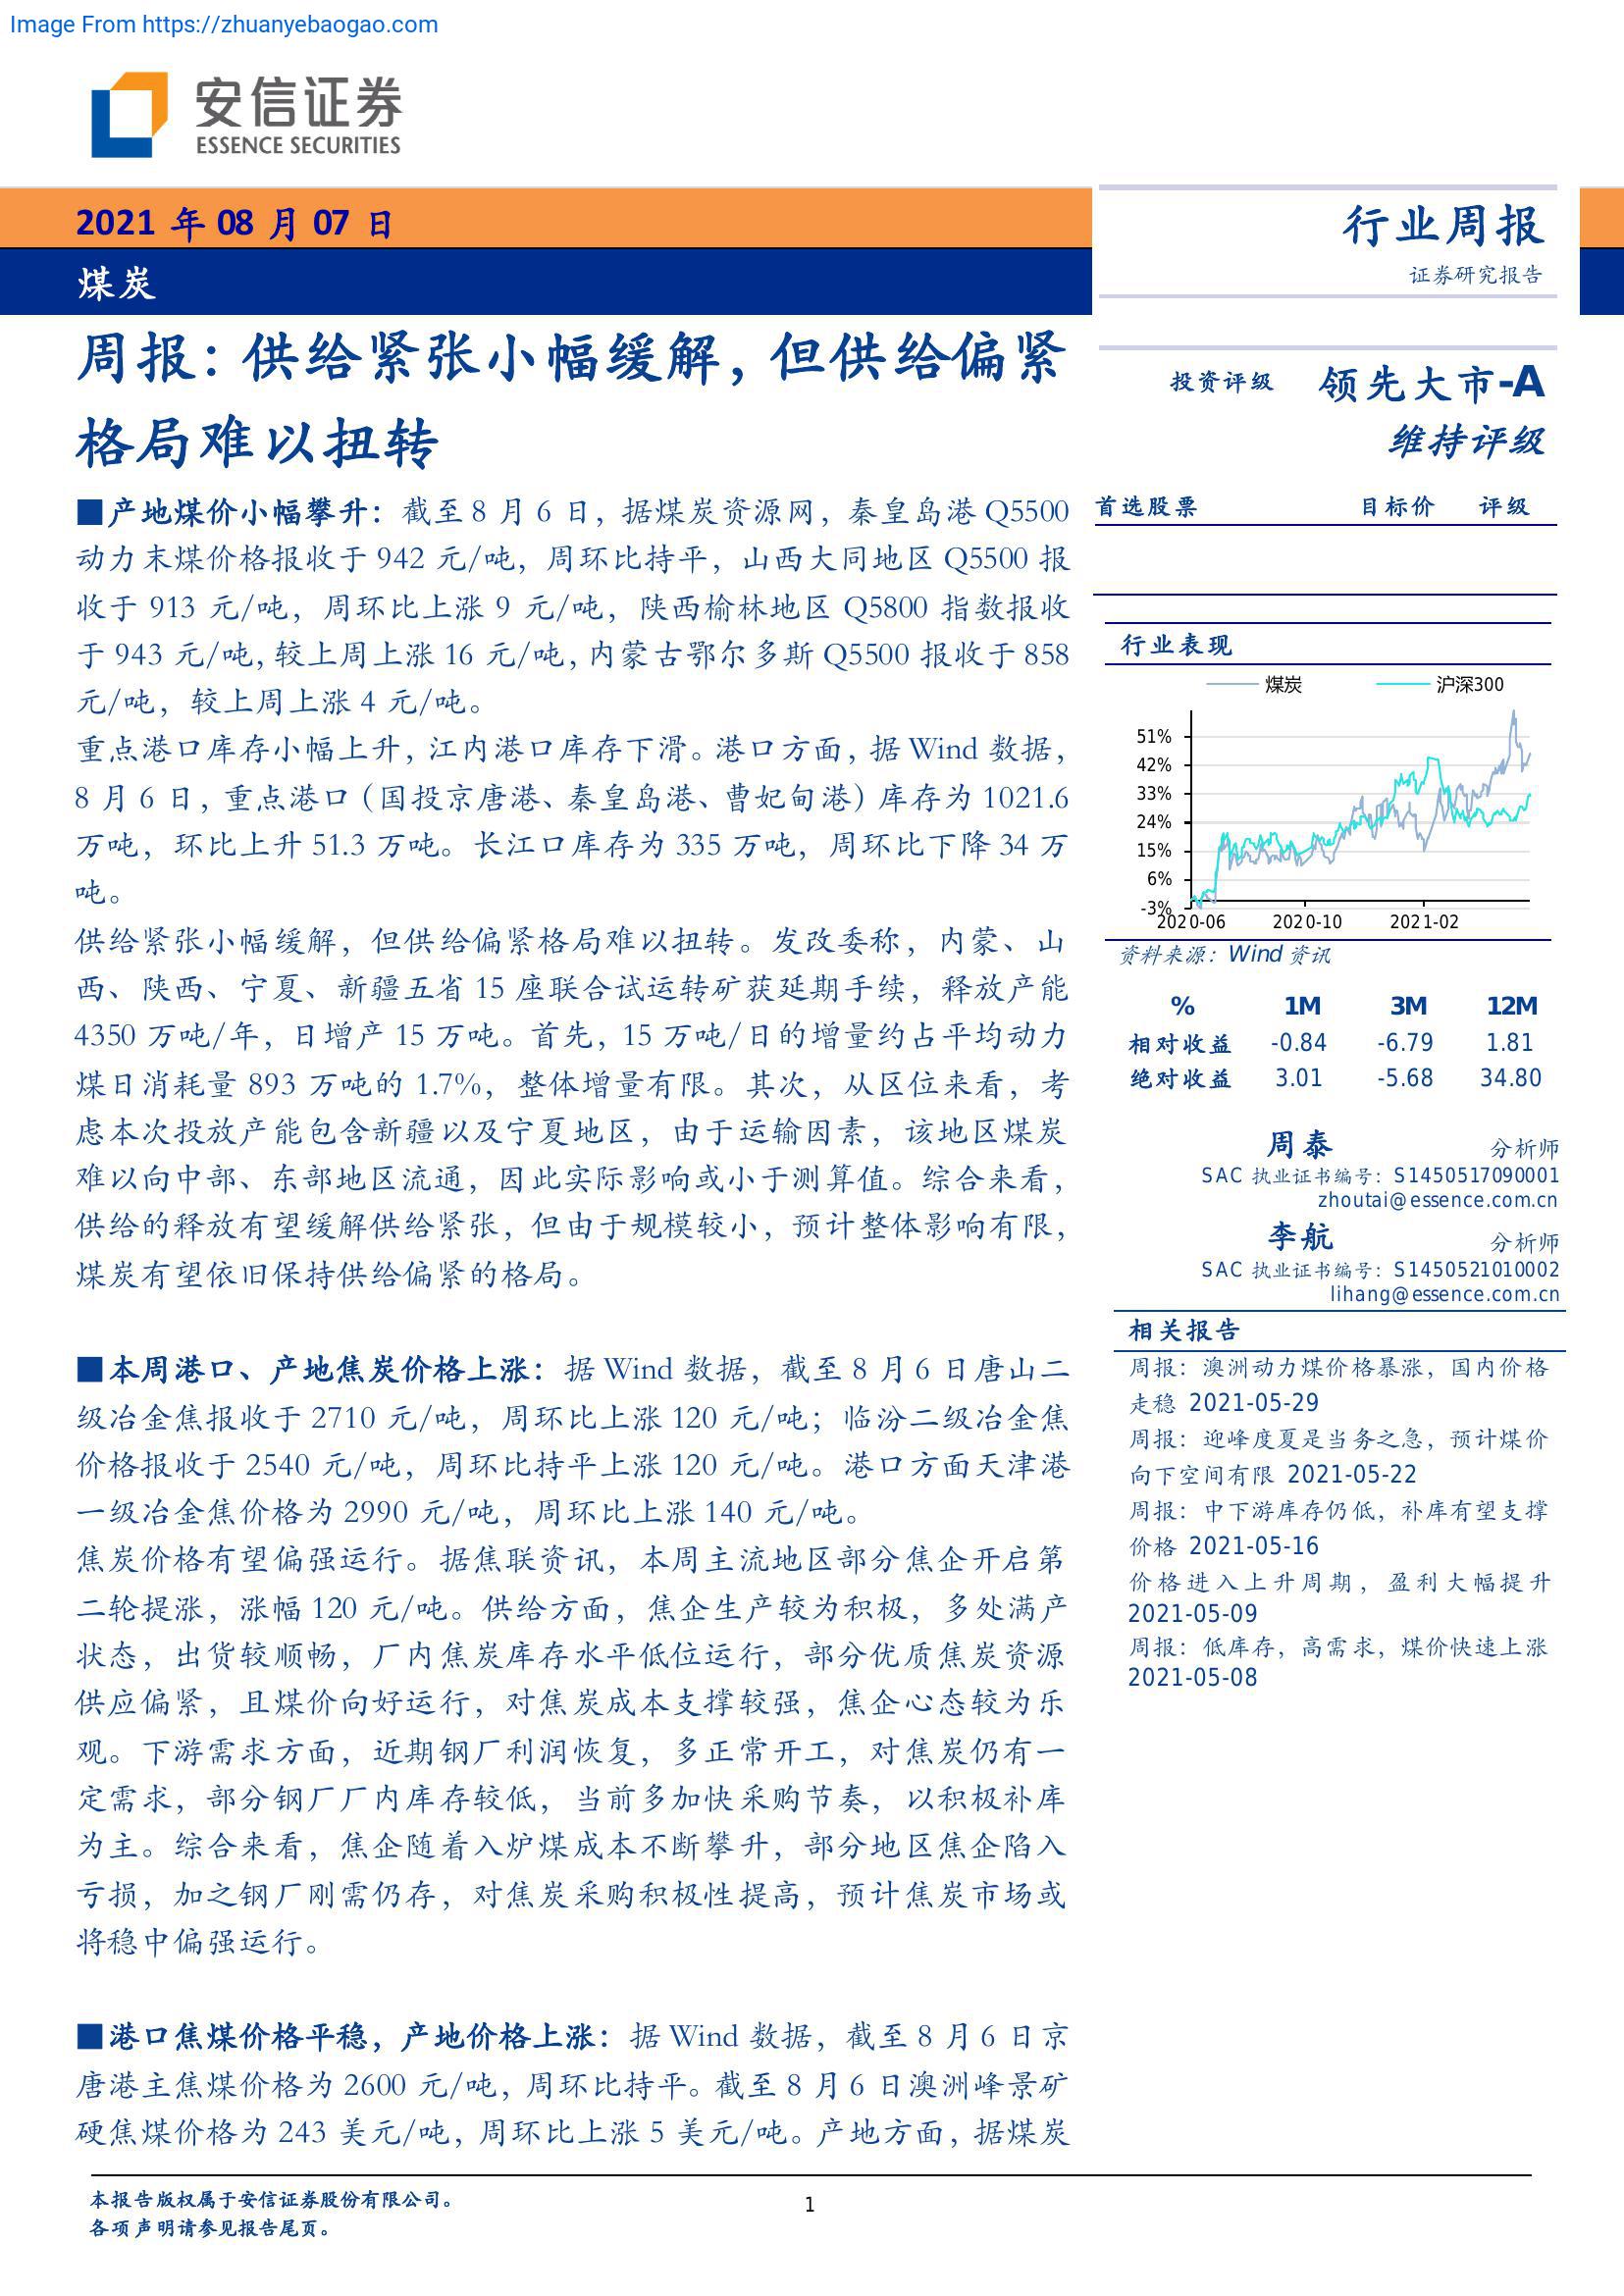 Image From https://zhuanyebaogao.com
安信证券
ESSENCE SECURITIES
2021 年 08 月 07 日
煤炭
行业周报
证券研究报告
周报：供给紧张小幅缓解，但供给偏紧
格局难以扭转
■产地煤价小幅攀升：截至 8 月 6 日，据煤炭资源网，秦皇岛港 Q5500
动力末煤价格报收于 942 元/吨，周环比持平，山西大同地区 Q5500 报
收于 913 元/吨，周环比上涨 9 元/吨，陕西榆林地区 Q5800 指数报收
于 943 元/吨，较上周上涨 16 元/吨，内蒙古鄂尔多斯 Q5500 报收于 858
元/吨，较上周上涨 4 元/吨。
重点港口库存小幅上升，江内港口库存下滑。港口方面，据 Wind 数据，
8 月 6 日，重点港口（国投京唐港、秦皇岛港、曹妃甸港）库存为 1021.6
万吨，环比上升 51.3 万吨。长江口库存为 335 万吨，周环比下降 34 万
吨。
供给紧张小幅缓解，但供给偏紧格局难以扭转。发改委称，内蒙、山
西、陕西、宁夏、新疆五省 15 座联合试运转矿获延期手续，释放产能
4350 万吨/年，日增产 15 万吨。首先，15 万吨/日的增量约占平均动力
煤日消耗量 893 万吨的 1.7%，整体增量有限。其次，从区位来看，考
虑本次投放产能包含新疆以及宁夏地区，由于运输因素，该地区煤炭
难以向中部、东部地区流通，因此实际影响或小于测算值。综合来看，
供给的释放有望缓解供给紧张，但由于规模较小，预计整体影响有限，
煤炭有望依旧保持供给偏紧的格局。
■本周港口、产地焦炭价格上涨：据 Wind 数据，截至 8 月 6 日唐山二
级冶金焦报收于 2710 元/吨，周环比上涨 120 元/吨；临汾二级冶金焦
价格报收于 2540 元/吨，周环比持平上涨 120 元/吨。港口方面天津港
一级冶金焦价格为 2990 元/吨，周环比上涨 140 元/吨。
焦炭价格有望偏强运行。据焦联资讯，本周主流地区部分焦企开启第
二轮提涨，涨幅 120 元/吨。供给方面，焦企生产较为积极，多处满产
状态，出货较顺畅，厂内焦炭库存水平低位运行，部分优质焦炭资源
供应偏紧，且煤价向好运行，对焦炭成本支撑较强，焦企心态较为乐
观。下游需求方面，近期钢厂利润恢复，多正常开工，对焦炭仍有一
定需求，部分钢厂厂内库存较低，当前多加快采购节奏，以积极补库
为主。综合来看，焦企随着入炉煤成本不断攀升，部分地区焦企陷入
亏损，加之钢厂刚需仍存，对焦炭采购积极性提高，预计焦炭市场或
将稳中偏强运行。
■港口焦煤价格平稳，产地价格上涨：据 Wind 数据，截至 8 月 6 日京
唐港主焦煤价格为 2600 元/吨，周环比持平。截至 8 月 6 日澳洲峰景矿
硬焦煤价格为 243 美元/吨，周环比上涨 5 美元/吨。产地方面，据煤炭
投资评级 领先大市-A
维持评级
首选股票 目标价 评级
行业表现
煤炭 沪深300
51%
42%
33%
24%
15%
6%
-3%
2020-06 2020-10 2021-02
资料来源：Wind 资讯
% 1M 3M 12M
相对收益 -0.84 -6.79 1.81
绝对收益 3.01 -5.68 34.80
周泰 分析师
SAC 执业证书编号：S1450517090001
zhoutai@essence.com.cn
李航 分析师
SAC 执业证书编号：S1450521010002
lihang@essence.com.cn
相关报告
周报：澳洲动力煤价格暴涨，国内价格
走稳 2021-05-29
周报：迎峰度夏是当务之急，预计煤价
向下空间有限 2021-05-22
周报：中下游库存仍低，补库有望支撑
价格 2021-05-16
价格进入上升周期，盈利大幅提升
2021-05-09
周报：低库存，高需求，煤价快速上涨
2021-05-08
本报告版权属于安信证券股份有限公司。
各项声明请参见报告尾页。
1